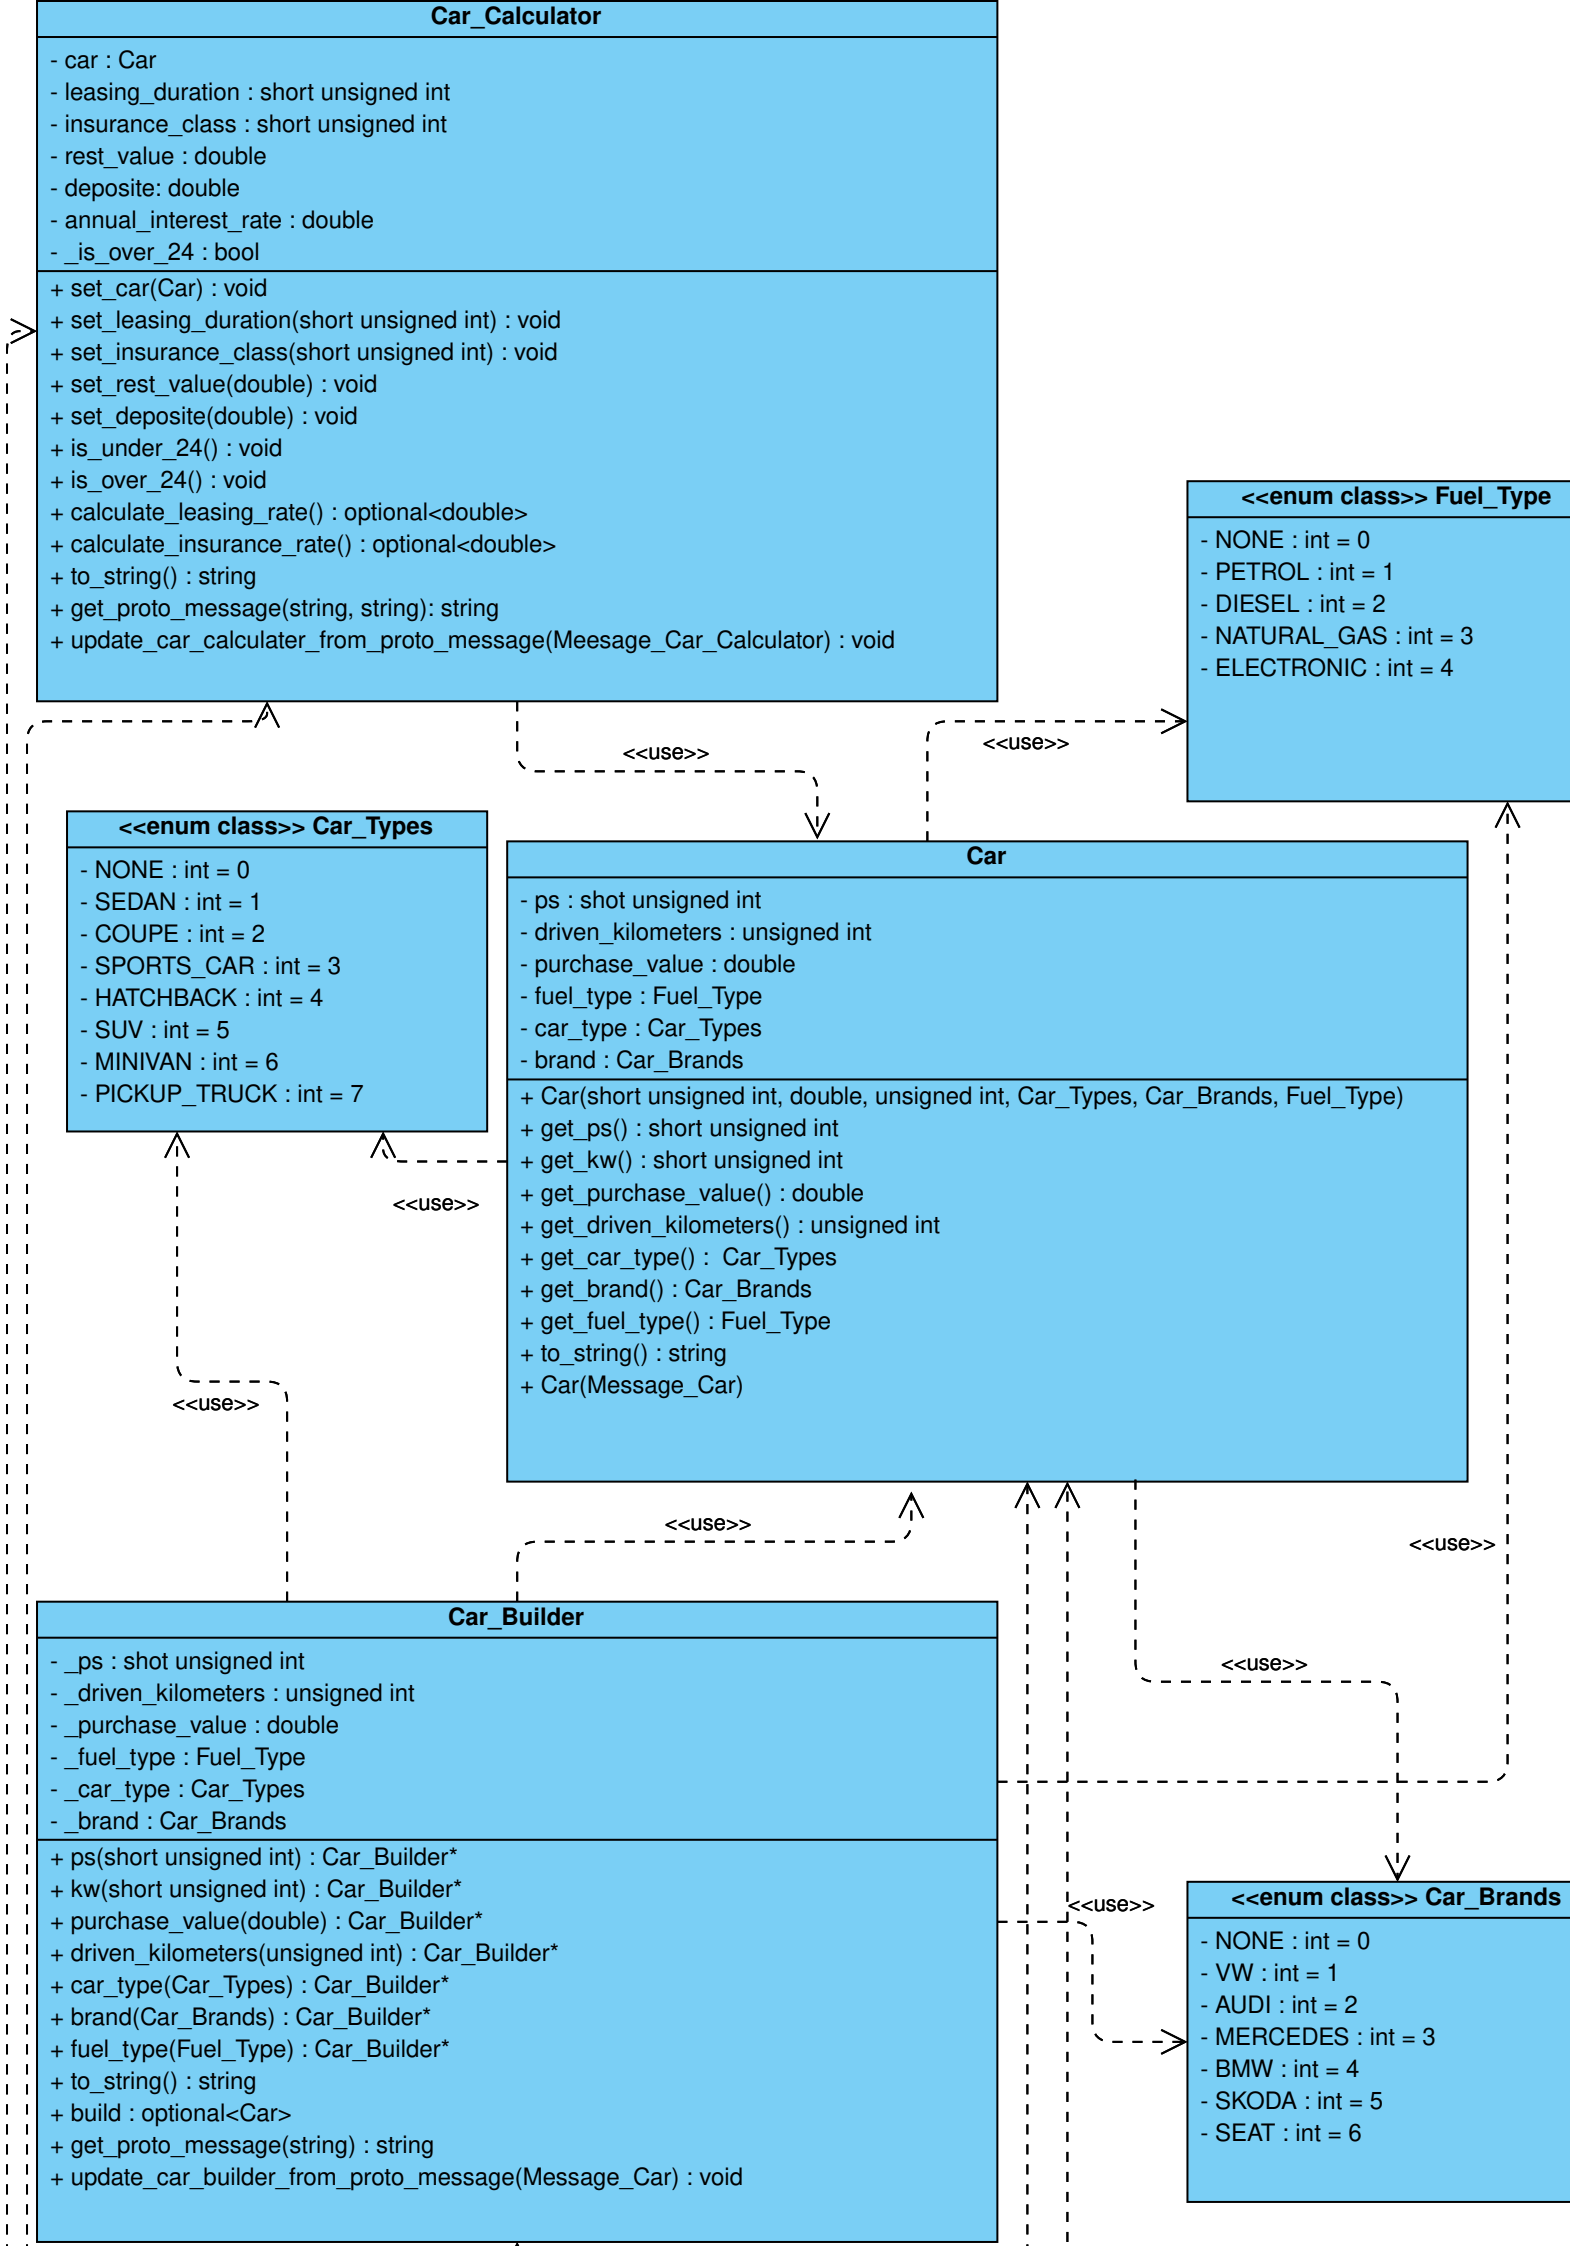 Car_Calculator
- car : Car
- leasing_duration : short unsigned int
- insurance_class : short unsigned int
- rest_value : double
- deposite: double
- annual_interest_rate : double
- _is_over_24 : bool
+ set_car(Car) : void
+ set_leasing_duration(short unsigned int) : void
+ set_insurance_class(short unsigned int) : void
+ set_rest_value(double) : void
+ set_deposite(double) : void
+ is_under_24() : void
+ is_over_24() : void
+ calculate_leasing_rate() : optional<double>
+ calculate_insurance_rate() : optional<double>
+ to_string() : string
+ get_proto_message(string, string): string
+ update_car_calculater_from_proto_message(Meesage_Car_Calculator) : void
<<enum class>> Fuel_Type
- NONE : int = 0
- PETROL : int = 1
- DIESEL : int = 2
- NATURAL_GAS : int = 3
- ELECTRONIC : int = 4
<<use>>
<<use>>
<<enum class>> Car_Types
- NONE : int = 0
- SEDAN : int = 1
- COUPE : int = 2
- SPORTS_CAR : int = 3
- HATCHBACK : int = 4
- SUV : int = 5
- MINIVAN : int = 6
- PICKUP_TRUCK : int = 7
Car
- ps : shot unsigned int
- driven_kilometers : unsigned int
- purchase_value : double
- fuel_type : Fuel_Type
- car_type : Car_Types
- brand : Car_Brands
+ Car(short unsigned int, double, unsigned int, Car_Types, Car_Brands, Fuel_Type)
+ get_ps() : short unsigned int
+ get_kw() : short unsigned int
+ get_purchase_value() : double
+ get_driven_kilometers() : unsigned int
+ get_car_type() :  Car_Types
+ get_brand() : Car_Brands
+ get_fuel_type() : Fuel_Type
+ to_string() : string
+ Car(Message_Car)
<<use>>
<<use>>
<<use>>
<<use>>
<<use>>
Car_Builder
- _ps : shot unsigned int
- _driven_kilometers : unsigned int
- _purchase_value : double
- _fuel_type : Fuel_Type
- _car_type : Car_Types
- _brand : Car_Brands
+ ps(short unsigned int) : Car_Builder*
+ kw(short unsigned int) : Car_Builder*
+ purchase_value(double) : Car_Builder*
+ driven_kilometers(unsigned int) : Car_Builder*
+ car_type(Car_Types) : Car_Builder*
+ brand(Car_Brands) : Car_Builder*
+ fuel_type(Fuel_Type) : Car_Builder*
+ to_string() : string
+ build : optional<Car>
+ get_proto_message(string) : string
+ update_car_builder_from_proto_message(Message_Car) : void
<<use>>
<<enum class>> Car_Brands
- NONE : int = 0
- VW : int = 1
- AUDI : int = 2
- MERCEDES : int = 3
- BMW : int = 4
- SKODA : int = 5
- SEAT : int = 6